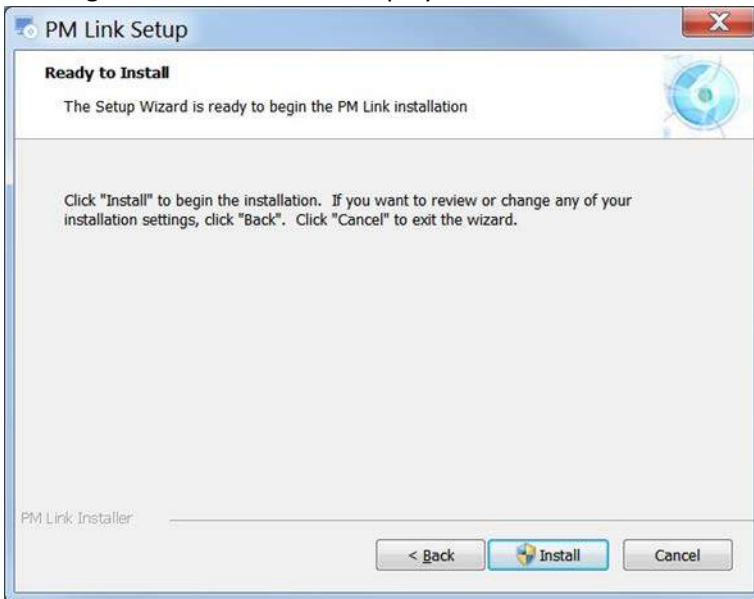 PM Link Setup
Ready to Install
The Setup Wizard is ready to begin the PM Link installation
Click "Install" to begin the installation.  If you want to review or change any of your
installation settings, click "Back".  Click "Cancel" to exit the wizard.
PM Link Installer
< Back
Install
Cancel